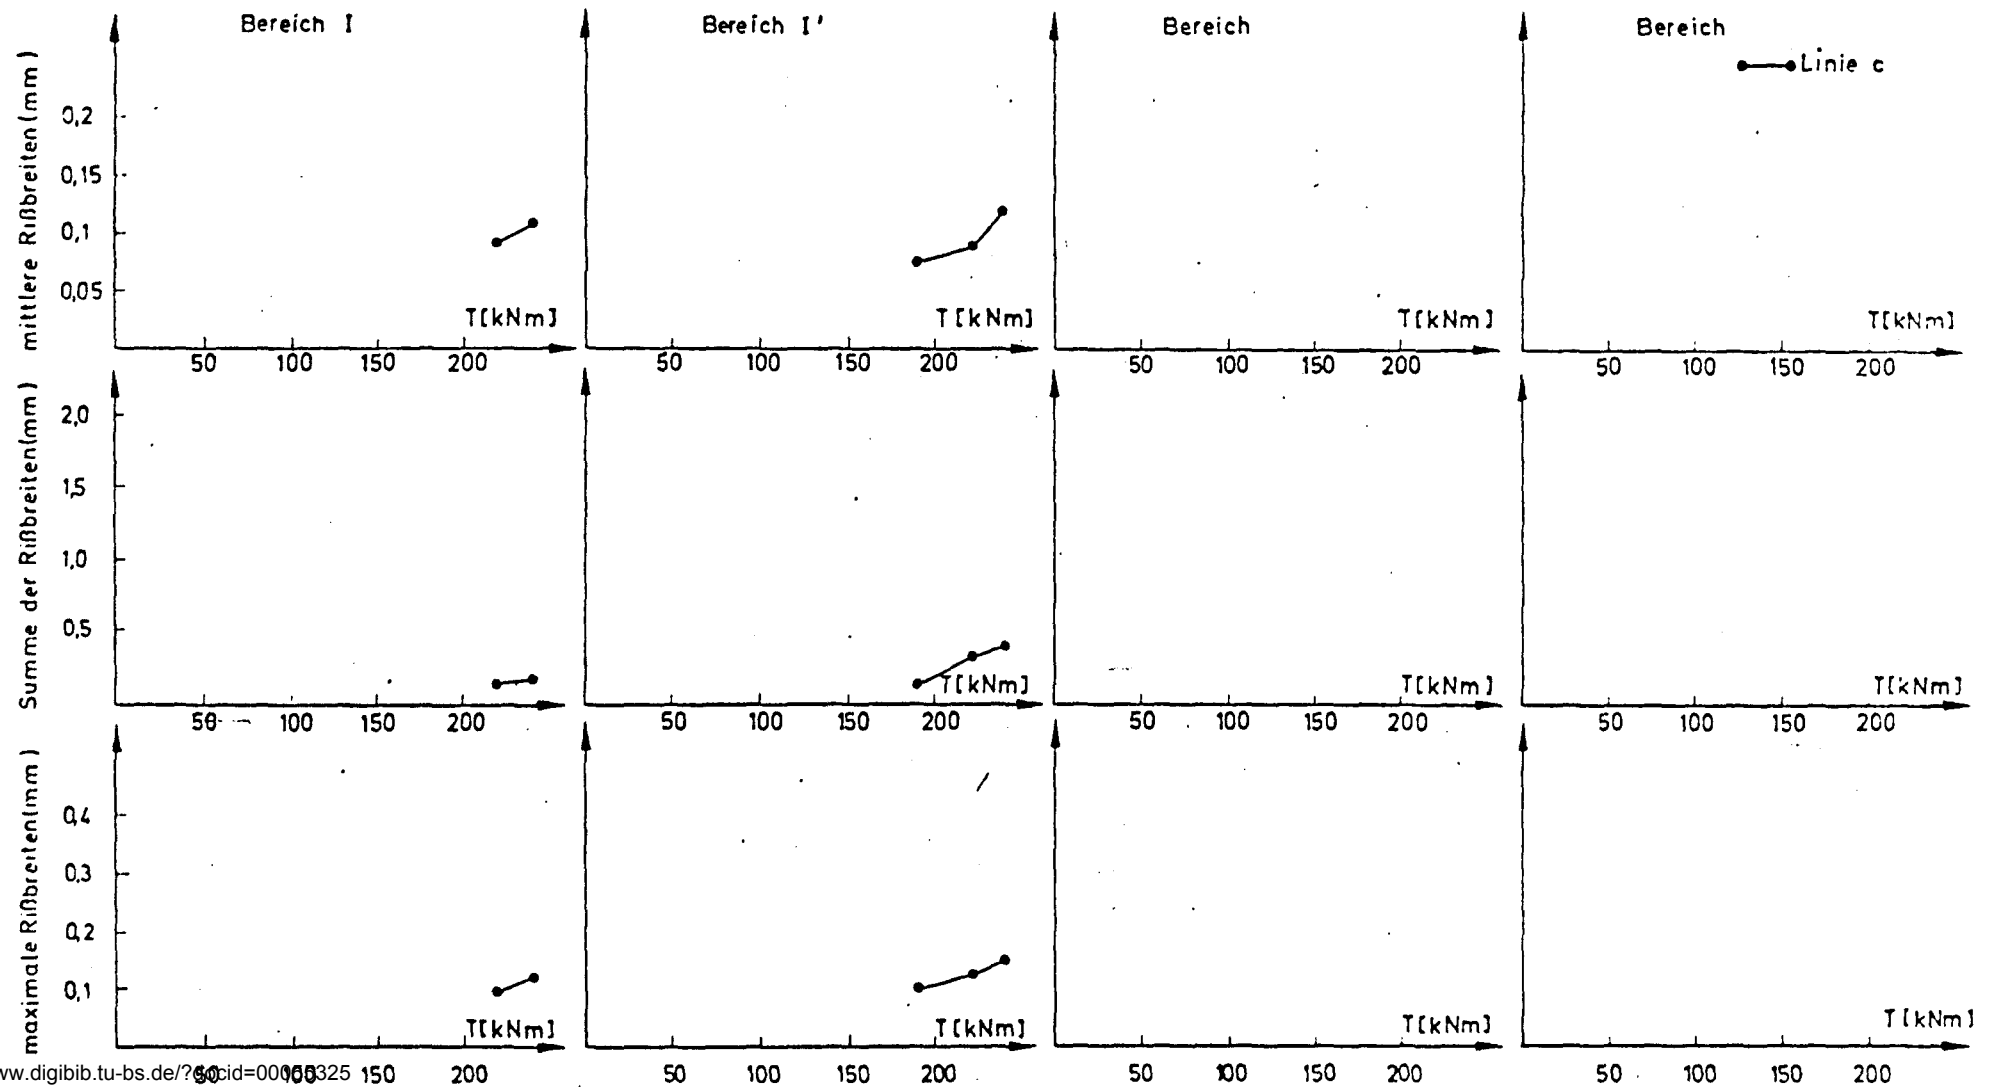 Bereich I
Bereich I'
Bereich
Bereich
Linie c
mittlere Rißbreiten (mm)
0,2
0,15
0,1
0,05
T[kNm]
T[kNm]
T[kNm]
T[kNm]
50 100 150 200
50 100 150 200
50 100 150 200
50 100 150 200
Summe der Rißbreiten (mm)
2,0
1,5
1,0
0,5
T[kNm]
T[kNm]
T[kNm]
50 100 150 200
50 100 150 200
50 100 150 200
50 100 150 200
maximale Rißbreiten (mm)
0,4
0,3
0,2
0,1
T[kNm]
T[kNm]
T[kNm]
T[kNm]
50 100 150 200
50 100 150 200
50 100 150 200
50 100 150 200